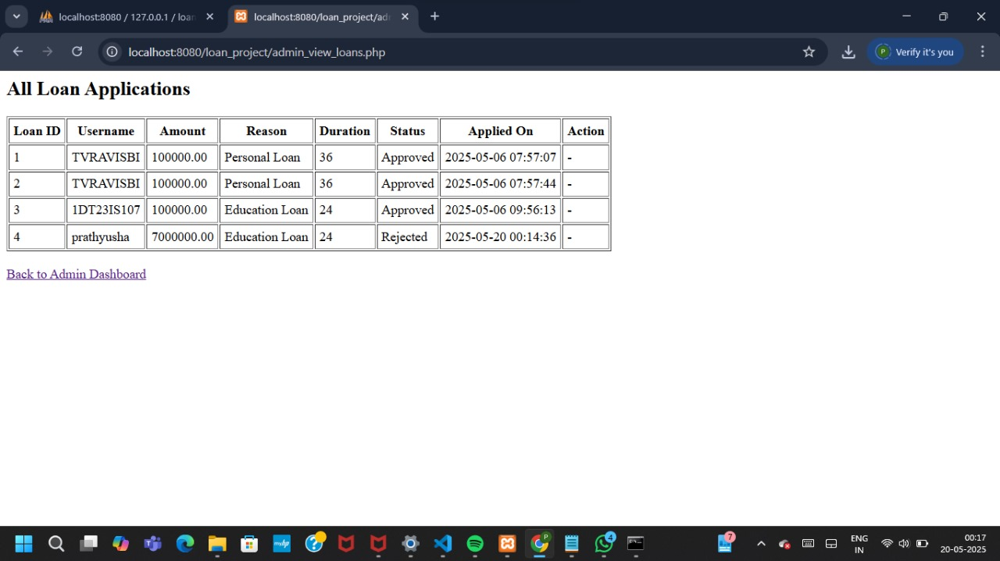 localhost:8080 / 127.0.0.1 / loan
localhost:8080/loan_project/adm
localhost:8080/loan_project/admin_view_loans.php
P
Verify it's you
All Loan Applications
Loan ID Username Amount Reason Duration Status Applied On Action
1 TVRAVISBI 100000.00 Personal Loan 36 Approved 2025-05-06 07:57:07 -
2 TVRAVISBI 100000.00 Personal Loan 36 Approved 2025-05-06 07:57:44 -
3 1DT23IS107 100000.00 Education Loan 24 Approved 2025-05-06 09:56:13 -
4 prathyusha 7000000.00 Education Loan 24 Rejected 2025-05-20 00:14:36 -
Back to Admin Dashboard
myhp
P
4
7
ENG
IN
00:17
20-05-2025